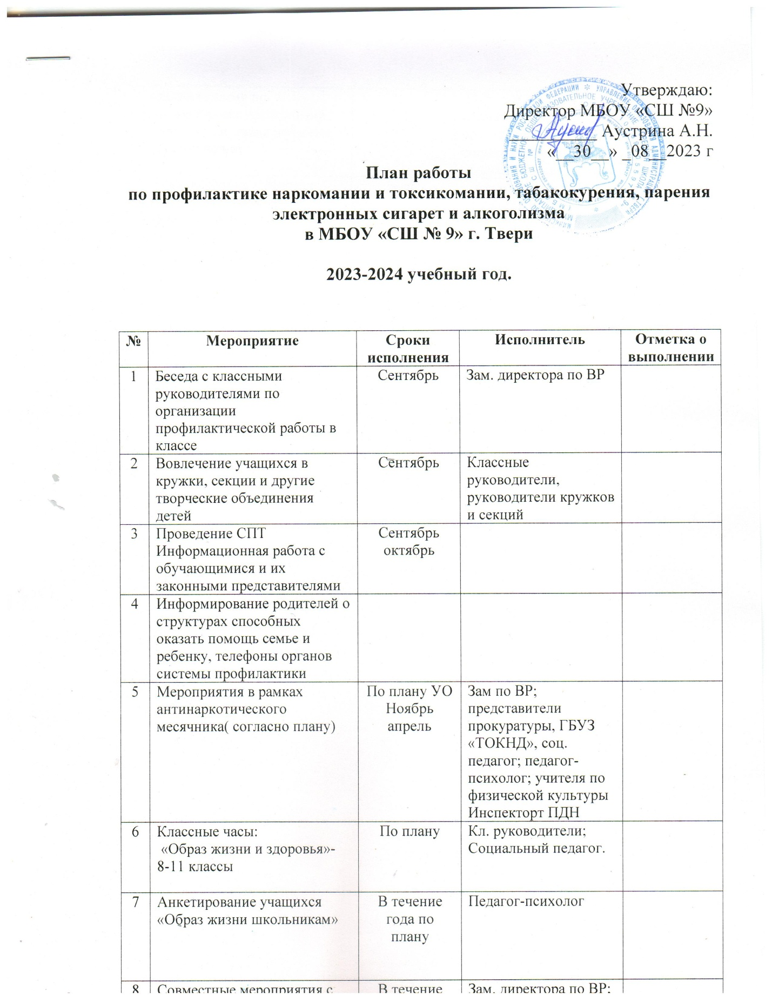 Утверждаю:
Директор МБОУ «СШ №9»
__________ Аустрина А.Н.
«__30__» _08__2023 г
План работы
по профилактике наркомании и токсикомании, табакокурения, парения
электронных сигарет и алкоголизма
в МБОУ «СШ № 9» г. Твери
2023-2024 учебный год.
№ Мероприятие Сроки исполнения Исполнитель Отметка о выполнении
1 Беседа с классными Сентябрь Зам. директора по ВР
руководителями по
организации
профилактической работы в
классе
2 Вовлечение учащихся в Сентябрь Классные
кружки, секции и другие руководители,
творческие объединения руководители кружков
детей и секций
3 Проведение СПТ Сентябрь
Информационная работа с октябрь
обучающимися и их
законными представителями
4 Информирование родителей о
структурах способных
оказать помощь семье и
ребенку, телефоны органов
системы профилактики
5 Мероприятия в рамках По плану УО Зам по ВР;
антинаркотического Ноябрь представители
месячника( согласно плану) апрель прокуратуры, ГБУЗ
«ТОКНД», соц.
педагог; педагог-
психолог; учителя по
физической культуры
Инспекторт ПДН
6 Классные часы: По плану Кл. руководители;
«Образ жизни и здоровья»- Социальный педагог.
8-11 классы
7 Анкетирование учащихся В течение Педагог-психолог
«Образ жизни школьникам» года по
плану
8 Совместные мероприятия с В течение Зам. директора по ВР;